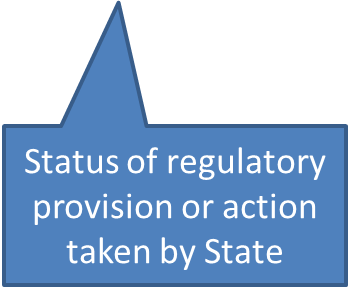 Status of regulatory
provision or action
taken by State